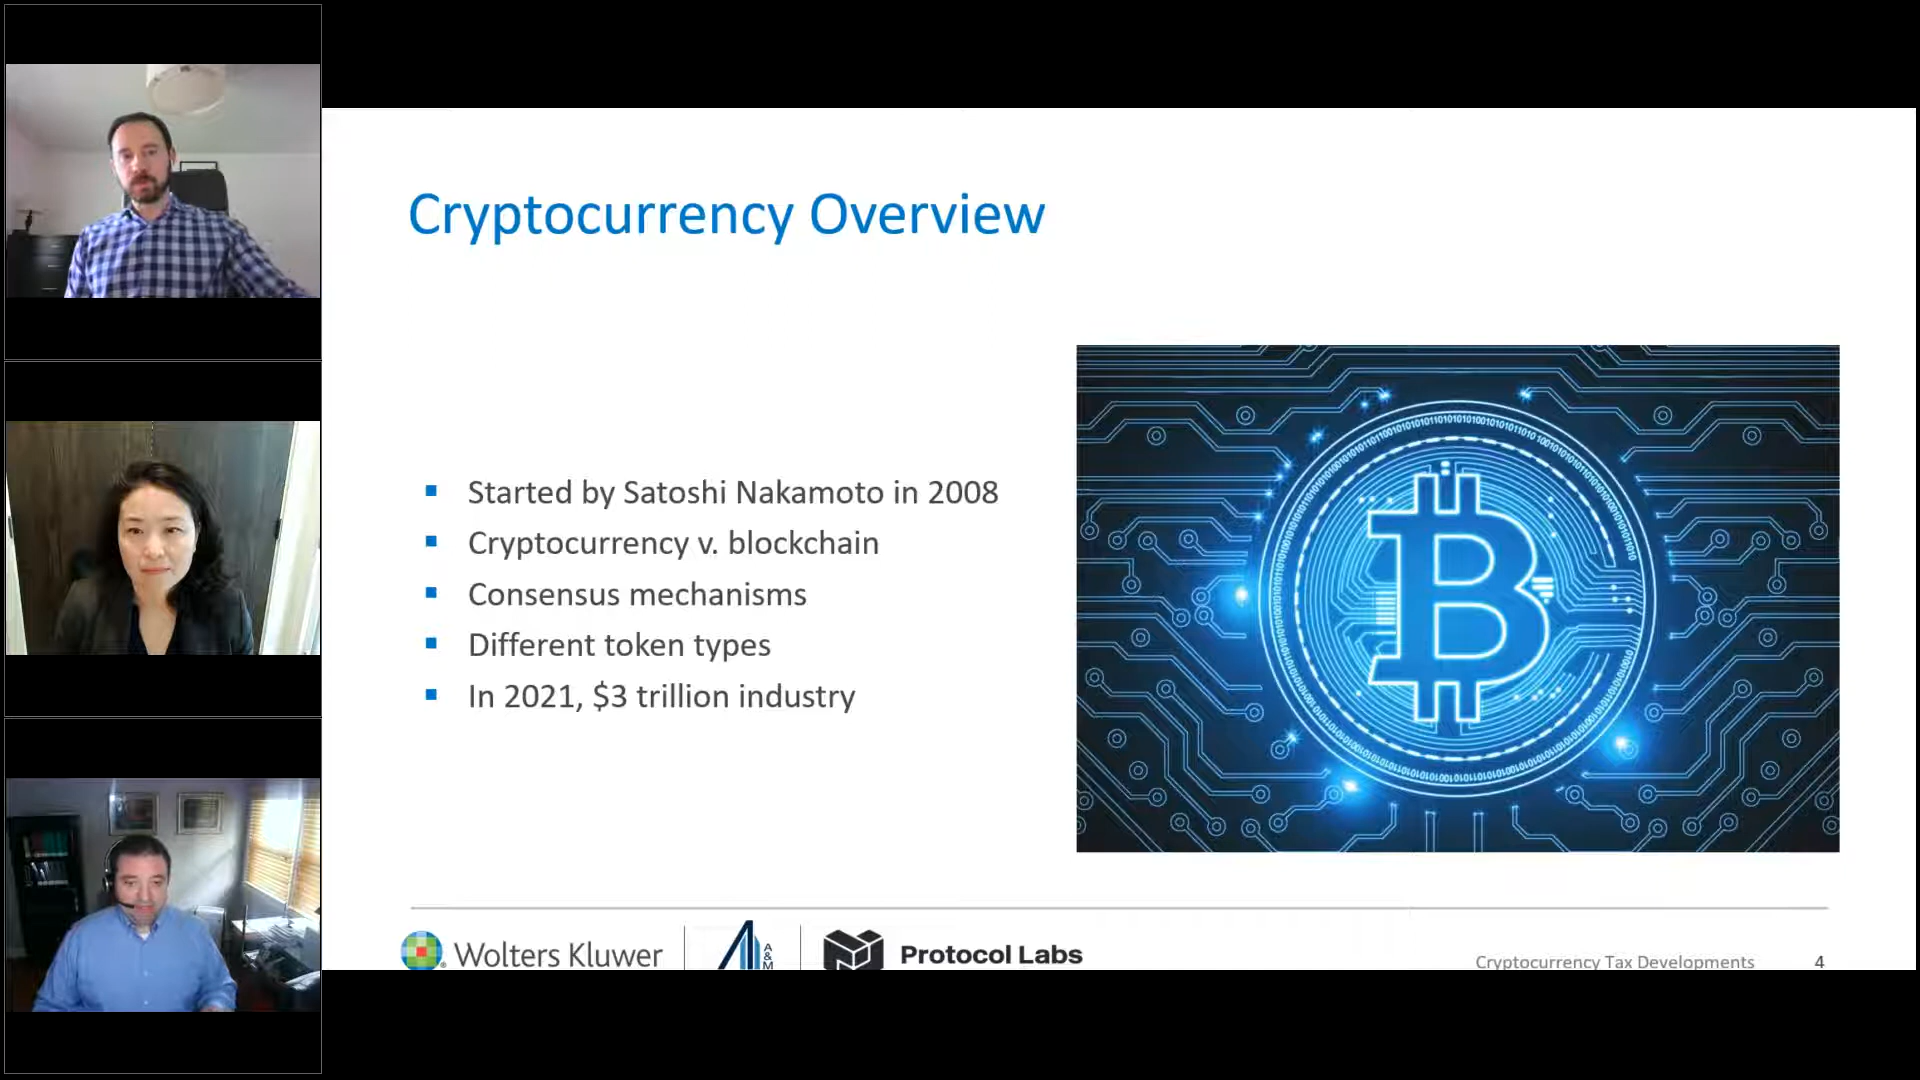 Cryptocurrency Overview
Started by Satoshi Nakamoto in 2008
Cryptocurrency v. blockchain
Consensus mechanisms
Different token types
In 2021, $3 trillion industry
Wolters Kluwer
A&M
Protocol Labs
Cryptocurrency Tax Developments 4